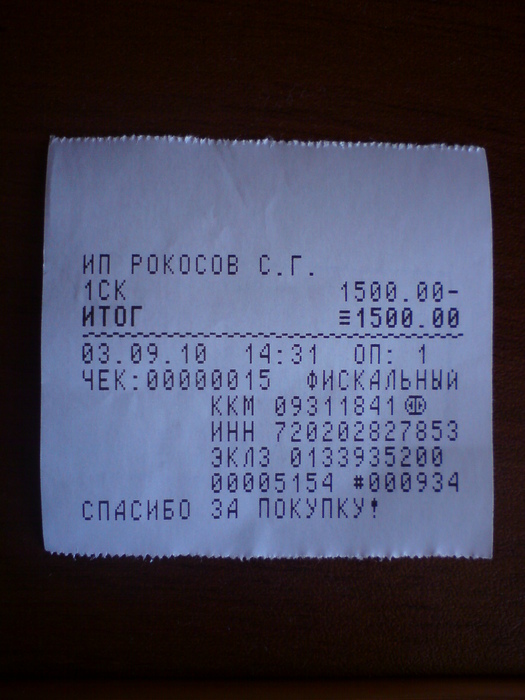 ИП РОКОСОВ С.Г.
1СК 1500.00-
ИТОГ ≡1500.00
03.09.10 14:31 ОП: 1
ЧЕК:00000015 ФИСКАЛЬНЫЙ
ККМ 09311841
ИНН 720202827853
ЭКЛЗ 0133935200
00005154 #000934
СПАСИБО ЗА ПОКУПКУ!